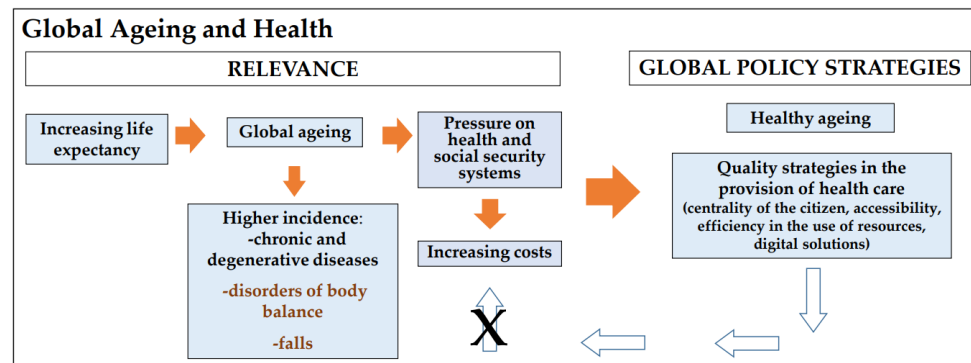 Global Ageing and Health
RELEVANCE
GLOBAL POLICY STRATEGIES
Increasing life
expectancy
Global ageing
Pressure on
health and
social security
systems
Healthy ageing
Quality strategies in the
provision of health care
(centrality of the citizen, accessibility,
efficiency in the use of resources,
digital solutions)
Higher incidence:
-chronic and
degenerative diseases
-disorders of body
balance
-falls
Increasing costs
X